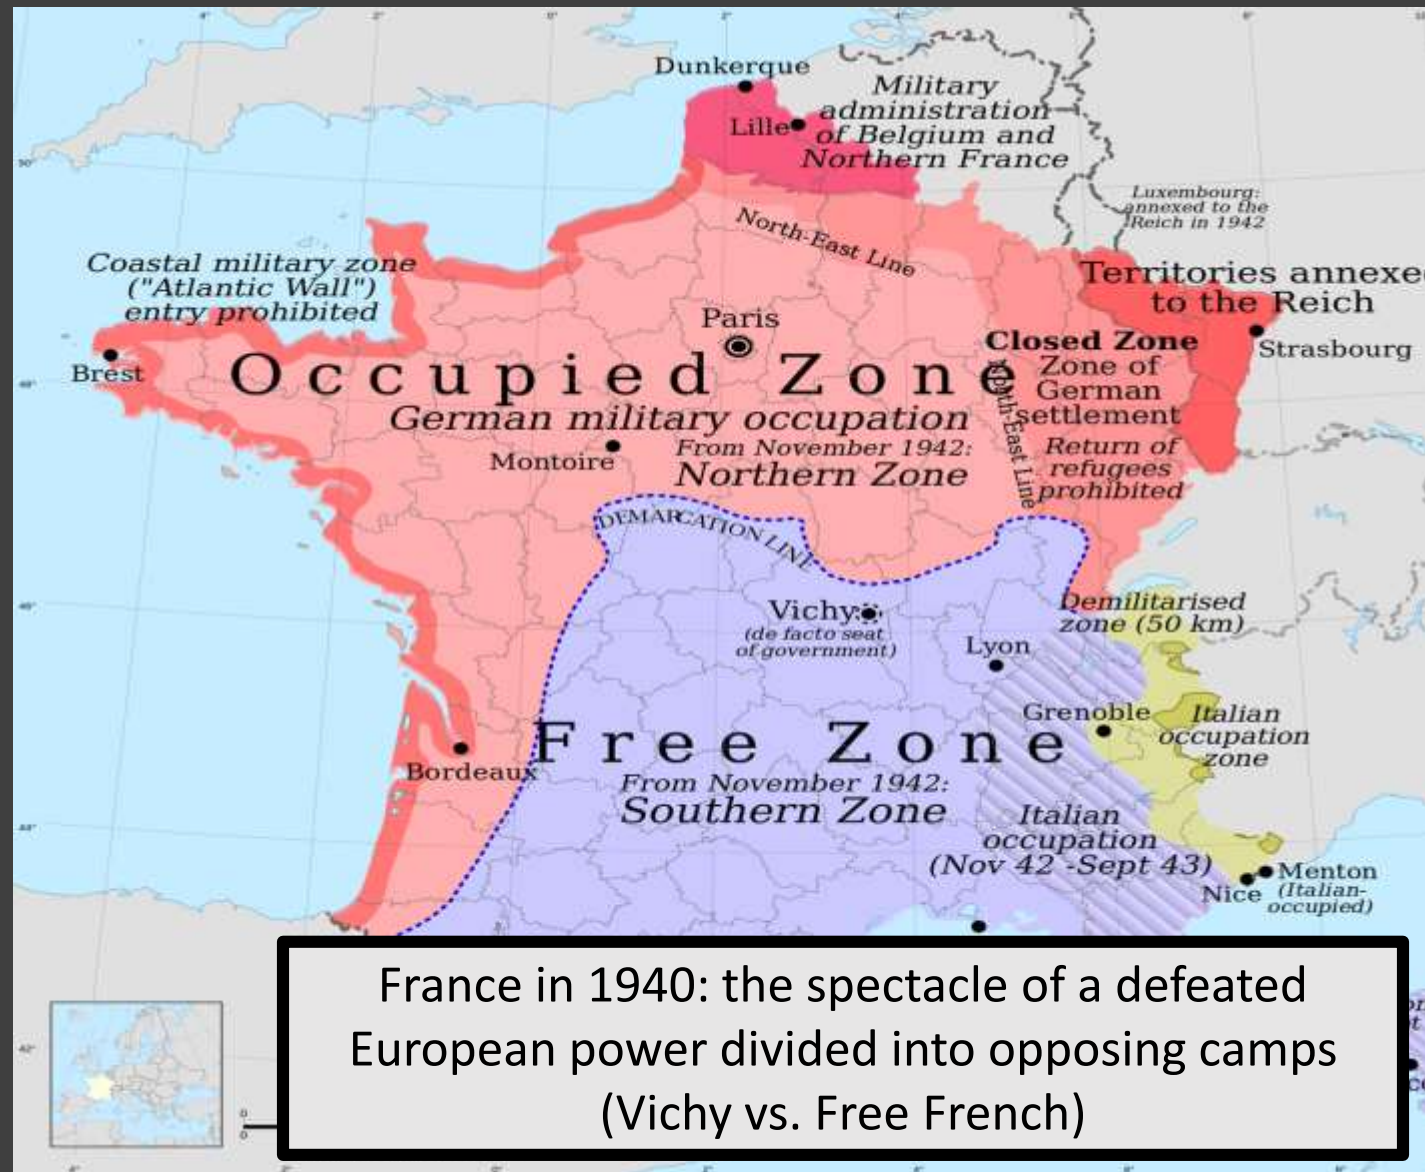 Dunkerque
Military
administration
of Belgium and
Northern France
Lille
Luxembourg:
annexed to the
Reich in 1942
North-East Line
Coastal military zone
("Atlantic Wall")
entry prohibited
Territories annexe
to the Reich
Paris
Closed Zone
Strasbourg
Zone of
German
settlement
Brest
Occupied Zone
North-East Line
German military occupation
From November 1942:
Northern Zone
Montoire
Return of
refugees
prohibited
DEMARCATION LINE
Vichy
(de facto seat
of government)
Demilitarised
zone (50 km)
Lyon
Grenoble
Italian
occupation
zone
Free Zone
Bordeaux
From November 1942:
Southern Zone
Italian
occupation
(Nov 42 -Sept 43)
Menton
(Italian-
occupied)
Nice
France in 1940: the spectacle of a defeated
European power divided into opposing camps
(Vichy vs. Free French)